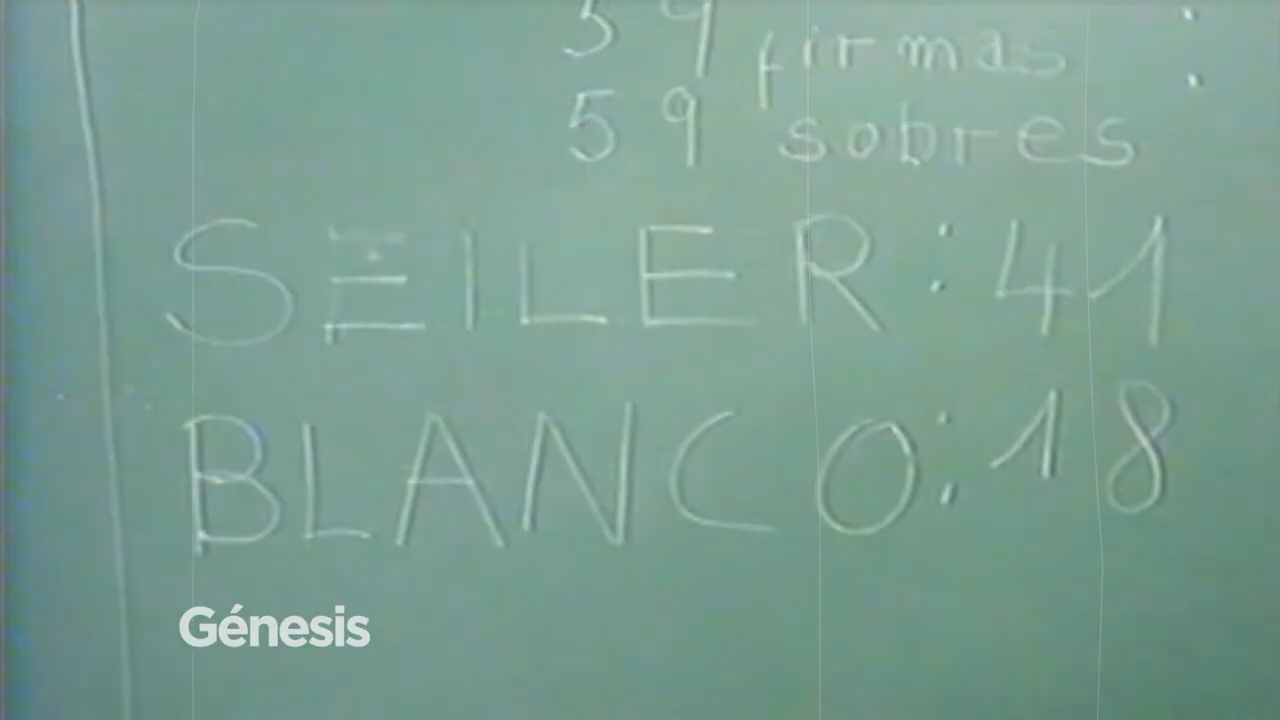 59 firmas :
59 sobres
SEILER: 41
BLANCO: 18
Génesis